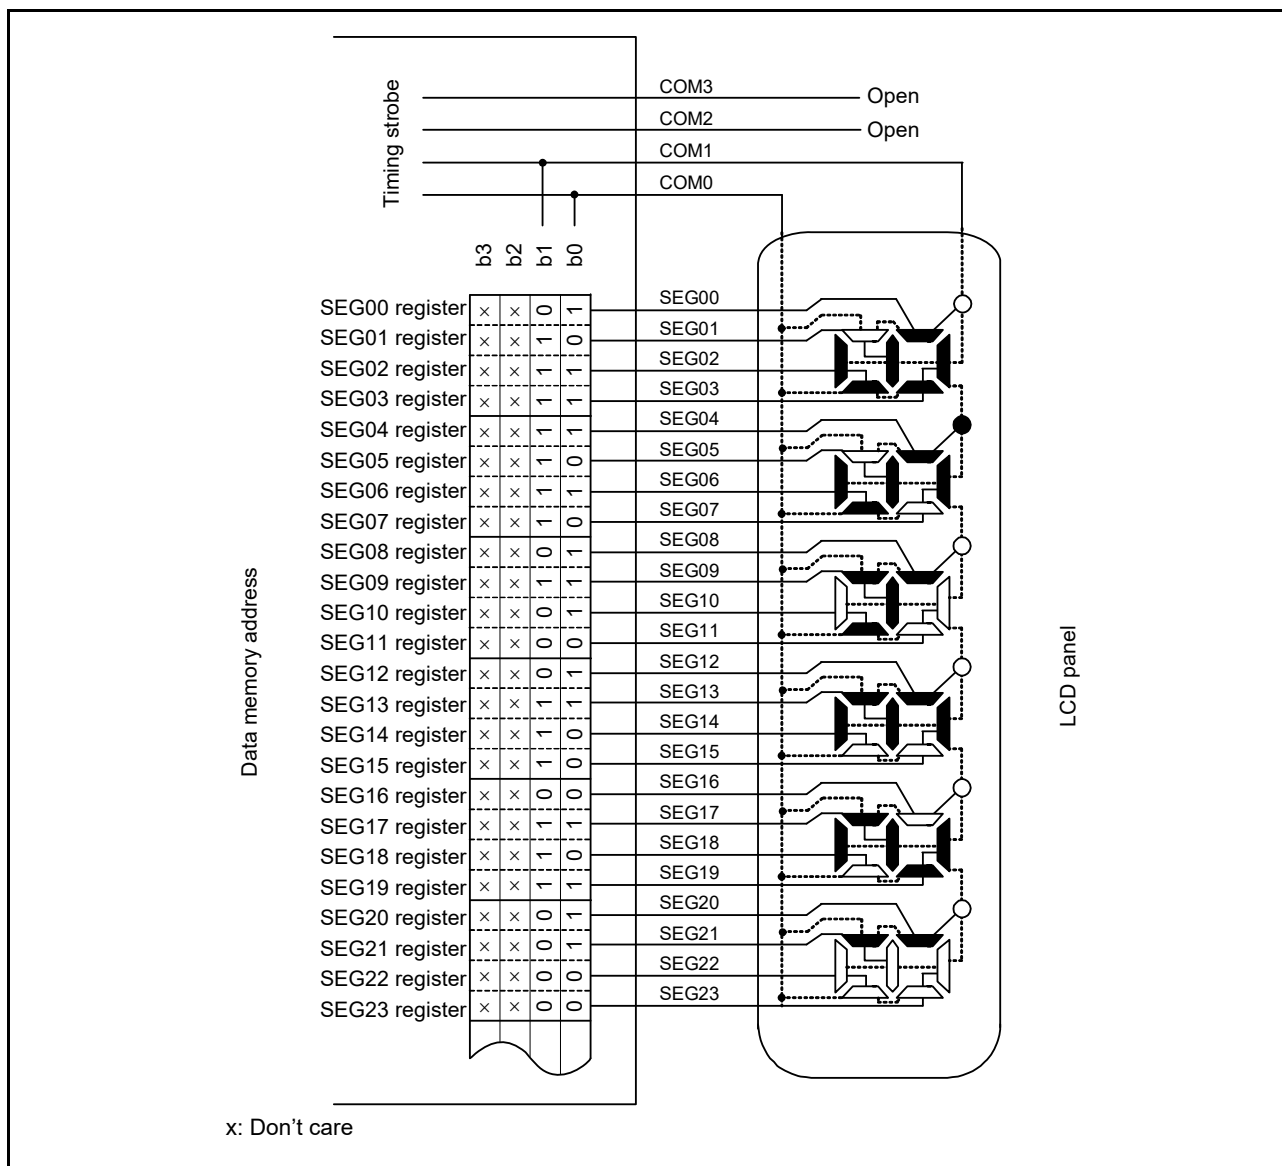 Timing strobe
COM3
Open
COM2
Open
COM1
COM0
b3 b2 b1 b0
Data memory address
SEG00 register × × 0 1 SEG00
SEG01 register × × 1 0 SEG01
SEG02 register × × 1 1 SEG02
SEG03 register × × 1 1 SEG03
SEG04 register × × 1 1 SEG04
SEG05 register × × 1 0 SEG05
SEG06 register × × 1 1 SEG06
SEG07 register × × 1 0 SEG07
SEG08 register × × 0 1 SEG08
SEG09 register × × 1 1 SEG09
SEG10 register × × 0 1 SEG10
SEG11 register × × 0 0 SEG11
SEG12 register × × 0 1 SEG12
SEG13 register × × 1 1 SEG13
SEG14 register × × 1 0 SEG14
SEG15 register × × 1 0 SEG15
SEG16 register × × 0 0 SEG16
SEG17 register × × 1 1 SEG17
SEG18 register × × 1 0 SEG18
SEG19 register × × 1 1 SEG19
SEG20 register × × 0 1 SEG20
SEG21 register × × 0 1 SEG21
SEG22 register × × 0 0 SEG22
SEG23 register × × 0 0 SEG23
LCD panel
x: Don’t care